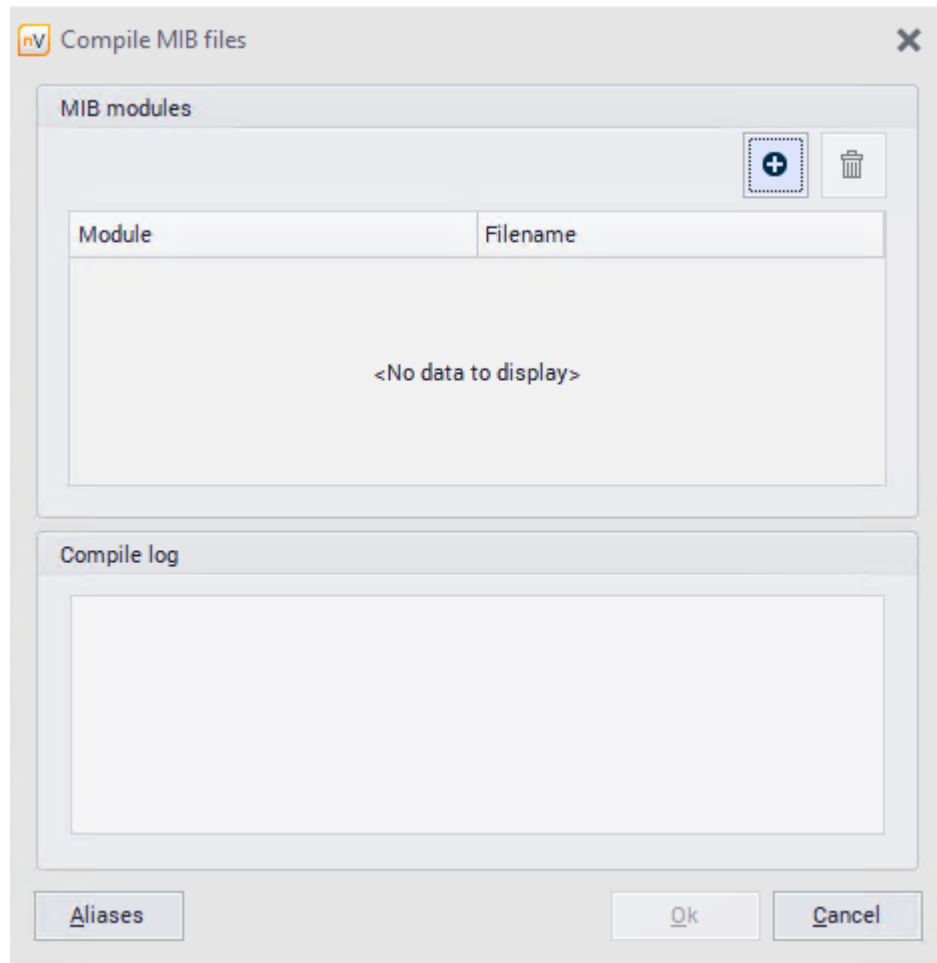 nV Compile MIB files
MIB modules
Module Filename
<No data to display>
Compile log
Aliases Ok Cancel